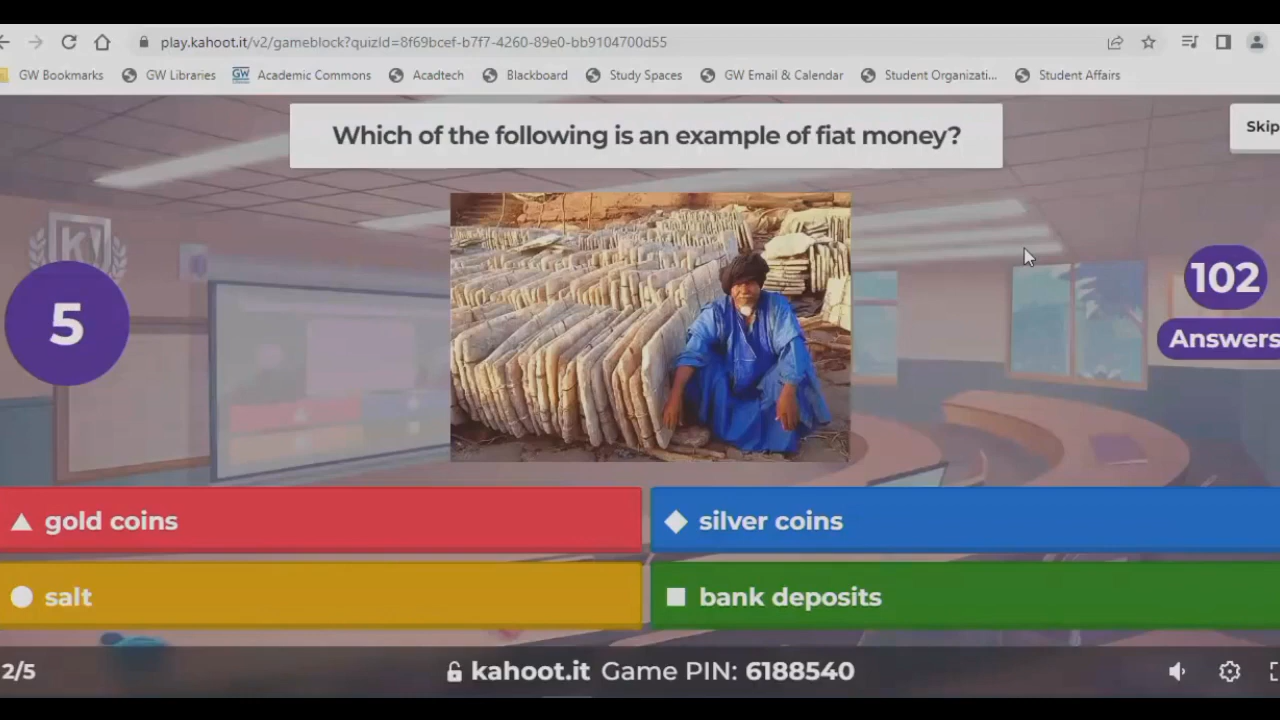 play.kahoot.it/v2/gameblock?quizId=8f69bcef-b7f7-4260-89e0-bb9104700d55
GW Bookmarks GW Libraries GW Academic Commons Acadtech Blackboard Study Spaces GW Email & Calendar Student Organizati... Student Affairs
Which of the following is an example of fiat money?
Skip
K!
5
102
Answers
gold coins
silver coins
salt
bank deposits
2/5
kahoot.it Game PIN: 6188540